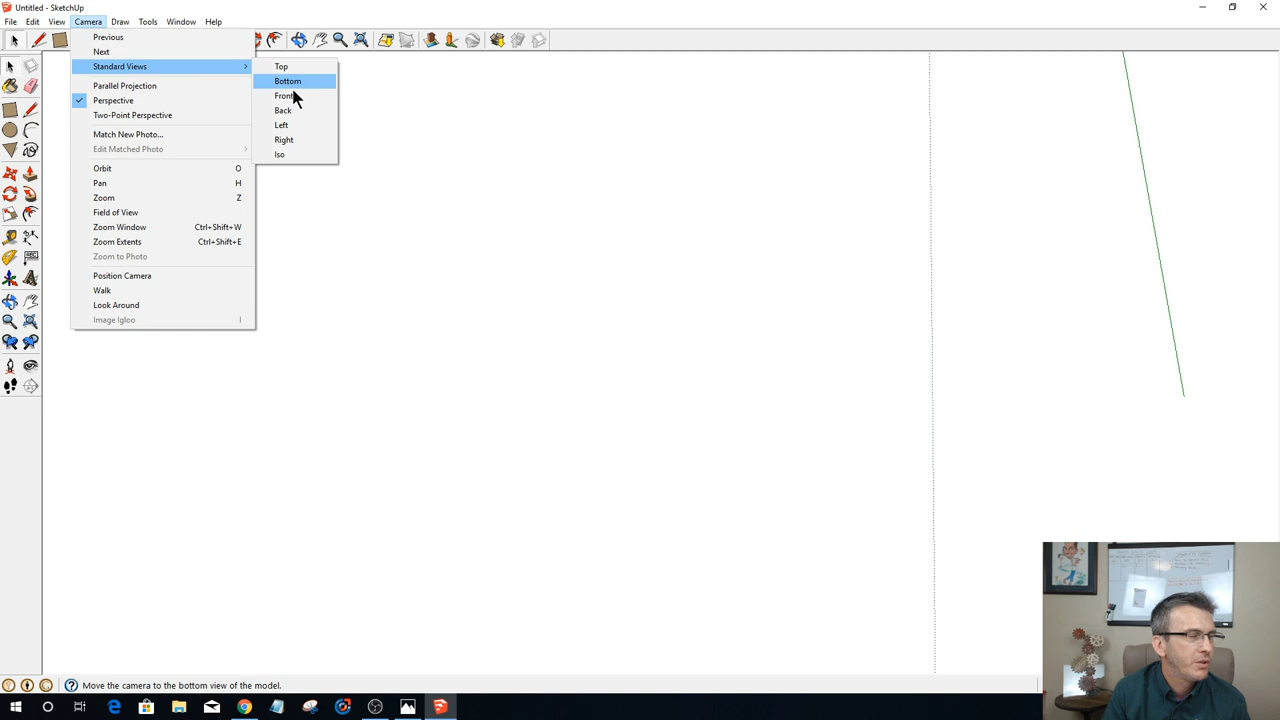 Untitled - SketchUp
File Edit View Camera Draw Tools Window Help
Previous
Next
Standard Views
Parallel Projection
Perspective
Two-Point Perspective
Match New Photo...
Edit Matched Photo
Orbit O
Pan H
Zoom Z
Field of View
Zoom Window Ctrl+Shift+W
Zoom Extents Ctrl+Shift+E
Zoom to Photo
Position Camera
Walk
Look Around
Image Igloo I
Top
Bottom
Front
Back
Left
Right
Iso
Move the camera to the bottom view of the model.